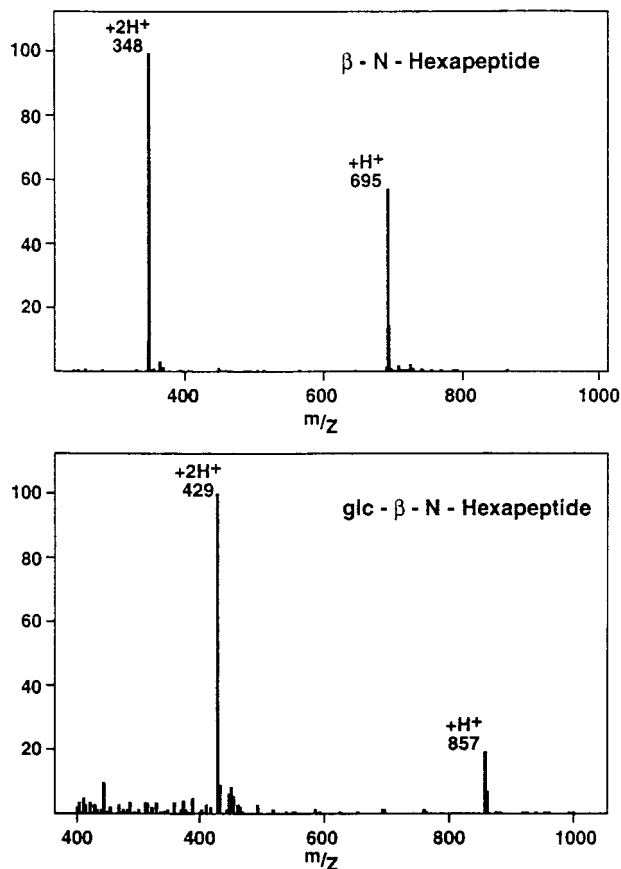 +2H+
348
β - N - Hexapeptide
+H+
695
100
80
60
40
20
400 600 800 1000
m/z
+2H+
429
glc - β - N - Hexapeptide
+H+
857
100
80
60
40
20
400 400 600 800 1000
m/z